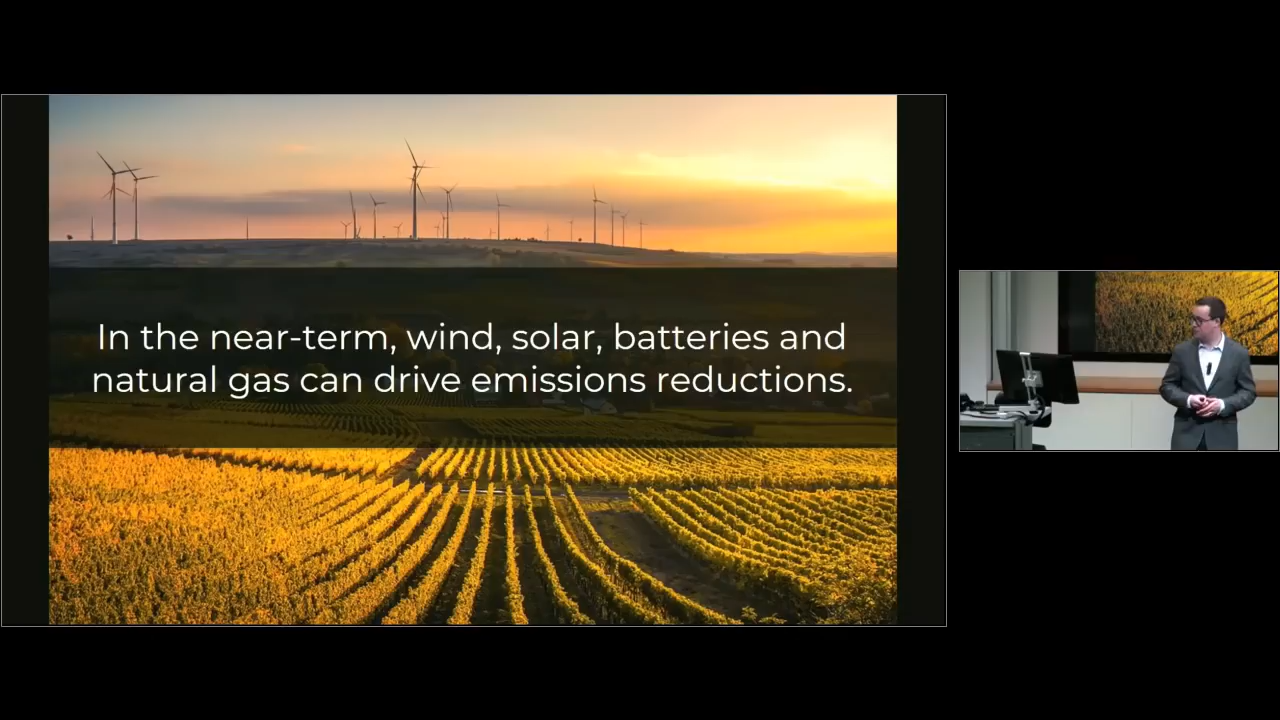 In the near-term, wind, solar, batteries and
natural gas can drive emissions reductions.